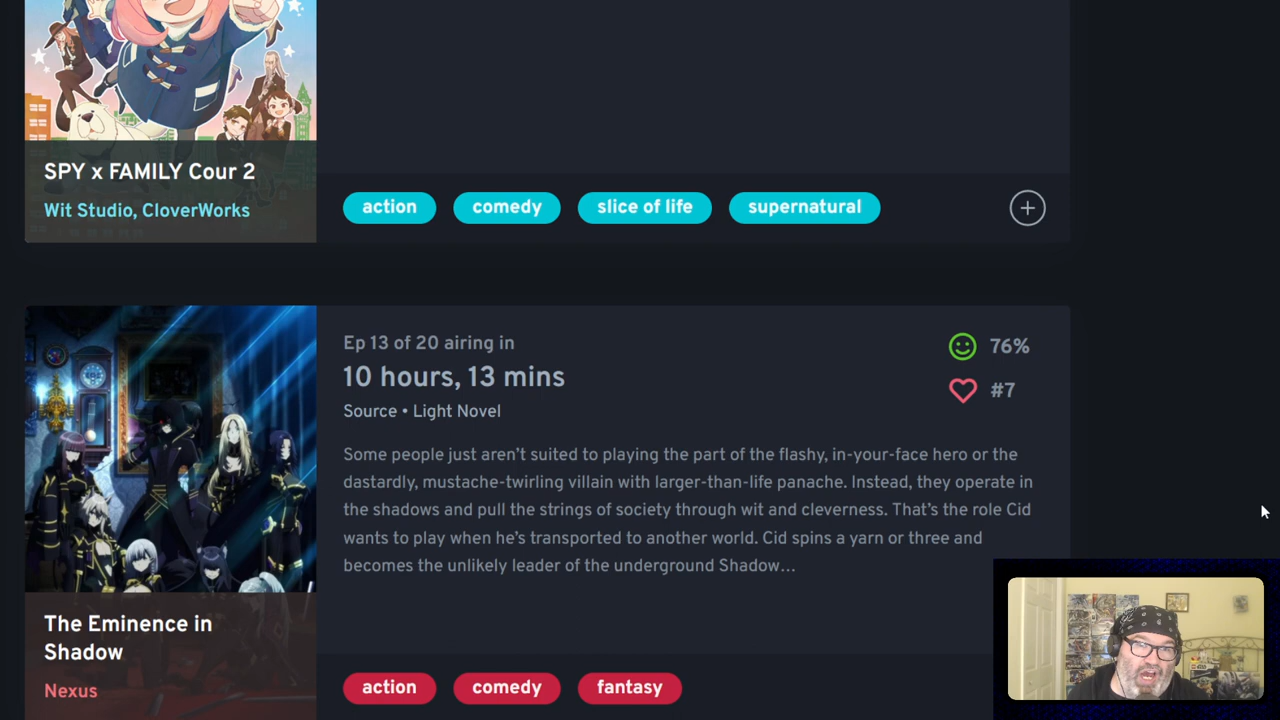 SPY x FAMILY Cour 2
Wit Studio, CloverWorks
action
comedy
slice of life
supernatural
Ep 13 of 20 airing in
10 hours, 13 mins
Source • Light Novel
76%
#7
Some people just aren’t suited to playing the part of the flashy, in-your-face hero or the
dastardly, mustache-twirling villain with larger-than-life panache. Instead, they operate in
the shadows and pull the strings of society through wit and cleverness. That’s the role Cid
wants to play when he’s transported to another world. Cid spins a yarn or three and
becomes the unlikely leader of the underground Shadow…
The Eminence in
Shadow
Nexus
action
comedy
fantasy